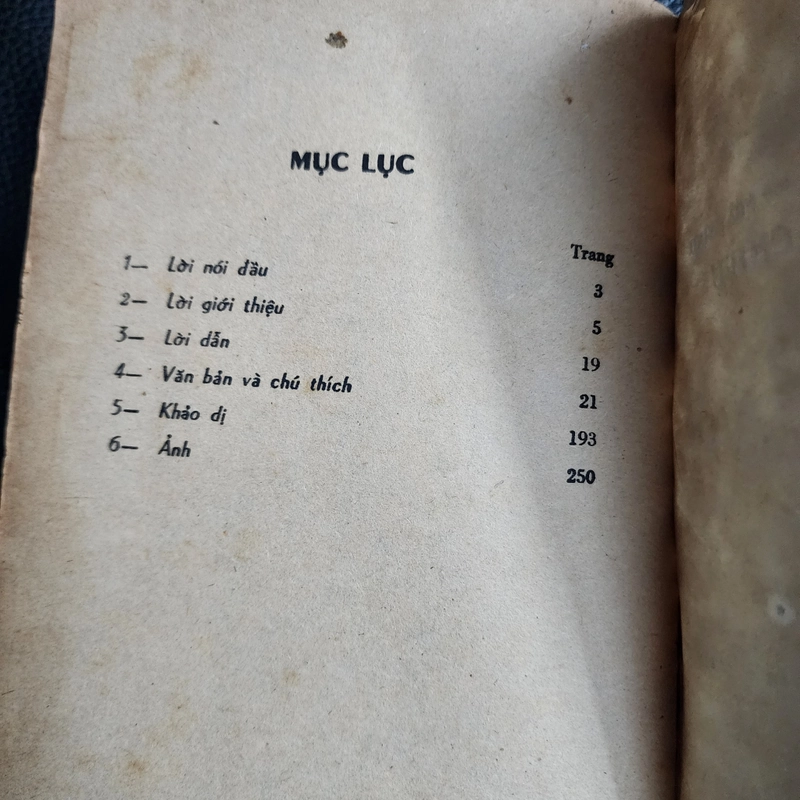 MỤC LỤC
Trang
1— Lời nói đầu 3
2— Lời giới thiệu 5
3— Lời dẫn 19
4— Văn bản và chú thích 21
5— Khảo dị 193
6— Ảnh 250